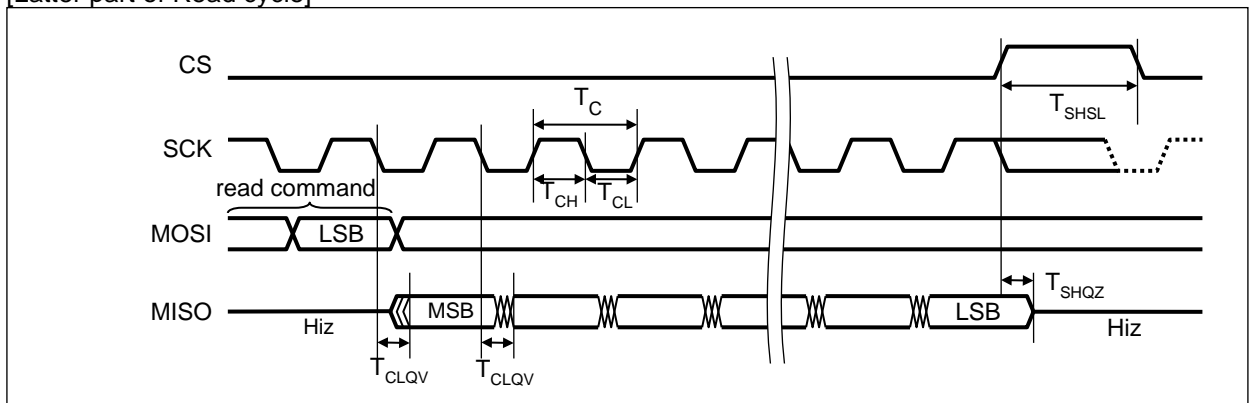 [Latter part of Read cycle]
CS
T_C
T_SHSL
SCK
read command
T_CH
T_CL
MOSI
LSB
T_SHQZ
MISO
MSB
LSB
Hiz
Hiz
T_CLQV
T_CLQV